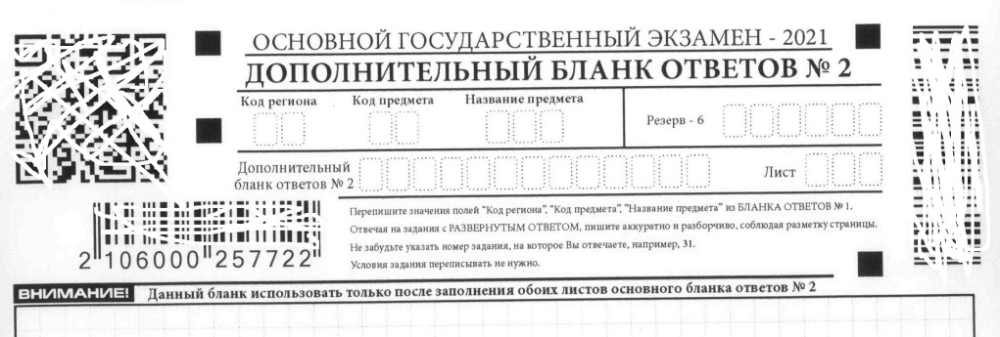 ОСНОВНОЙ ГОСУДАРСТВЕННЫЙ ЭКЗАМЕН - 2021
ДОПОЛНИТЕЛЬНЫЙ БЛАНК ОТВЕТОВ № 2
Код региона Код предмета Название предмета
Резерв - 6
Дополнительный
бланк ответов № 2
Лист
Перепишите значения полей “Код региона”, “Код предмета”, ”Название предмета” из БЛАНКА ОТВЕТОВ № 1.
Отвечая на задания с РАЗВЕРНУТЫМ ОТВЕТОМ, пишите аккуратно и разборчиво, соблюдая разметку страницы.
Не забудьте указать номер задания, на которое Вы отвечаете, например, 31.
Условия задания переписывать не нужно.
2 106000 257722
ВНИМАНИЕ! Данный бланк использовать только после заполнения обоих листов основного бланка ответов № 2